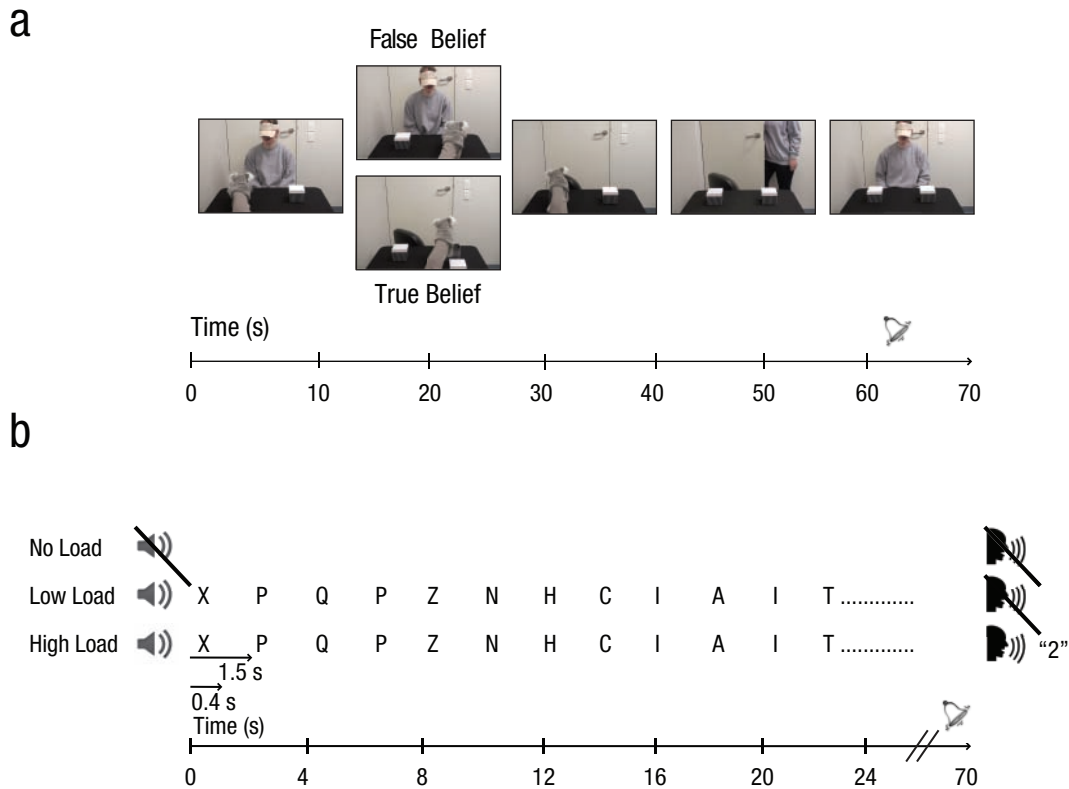 a
False Belief
True Belief
Time (s)
0 10 20 30 40 50 60 70
b
No Load
Low Load X P Q P Z N H C I A I T .............
High Load X P Q P Z N H C I A I T ............. “2”
1.5 s
0.4 s
Time (s)
0 4 8 12 16 20 24 70